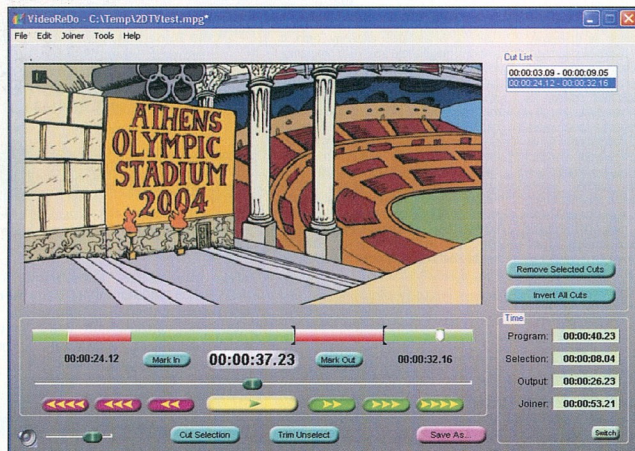 VideoReDo - C:\Temp\2DTV\test.mpg*
File Edit Joiner Tools Help
ATHENS
OLYMPIC
STADIUM
2004
Cut List
00:00:03.09 - 00:00:09.05
00:00:24.12 - 00:00:32.16
Remove Selected Cuts
Invert All Cuts
00:00:24.12 Mark In 00:00:37.23 Mark Out 00:00:32.16
Time
Program: 00:00:40.23
Selection: 00:00:08.04
Output: 00:00:26.23
Joiner: 00:00:53.21
Switch
Cut Selection Trim Unselect Save As...